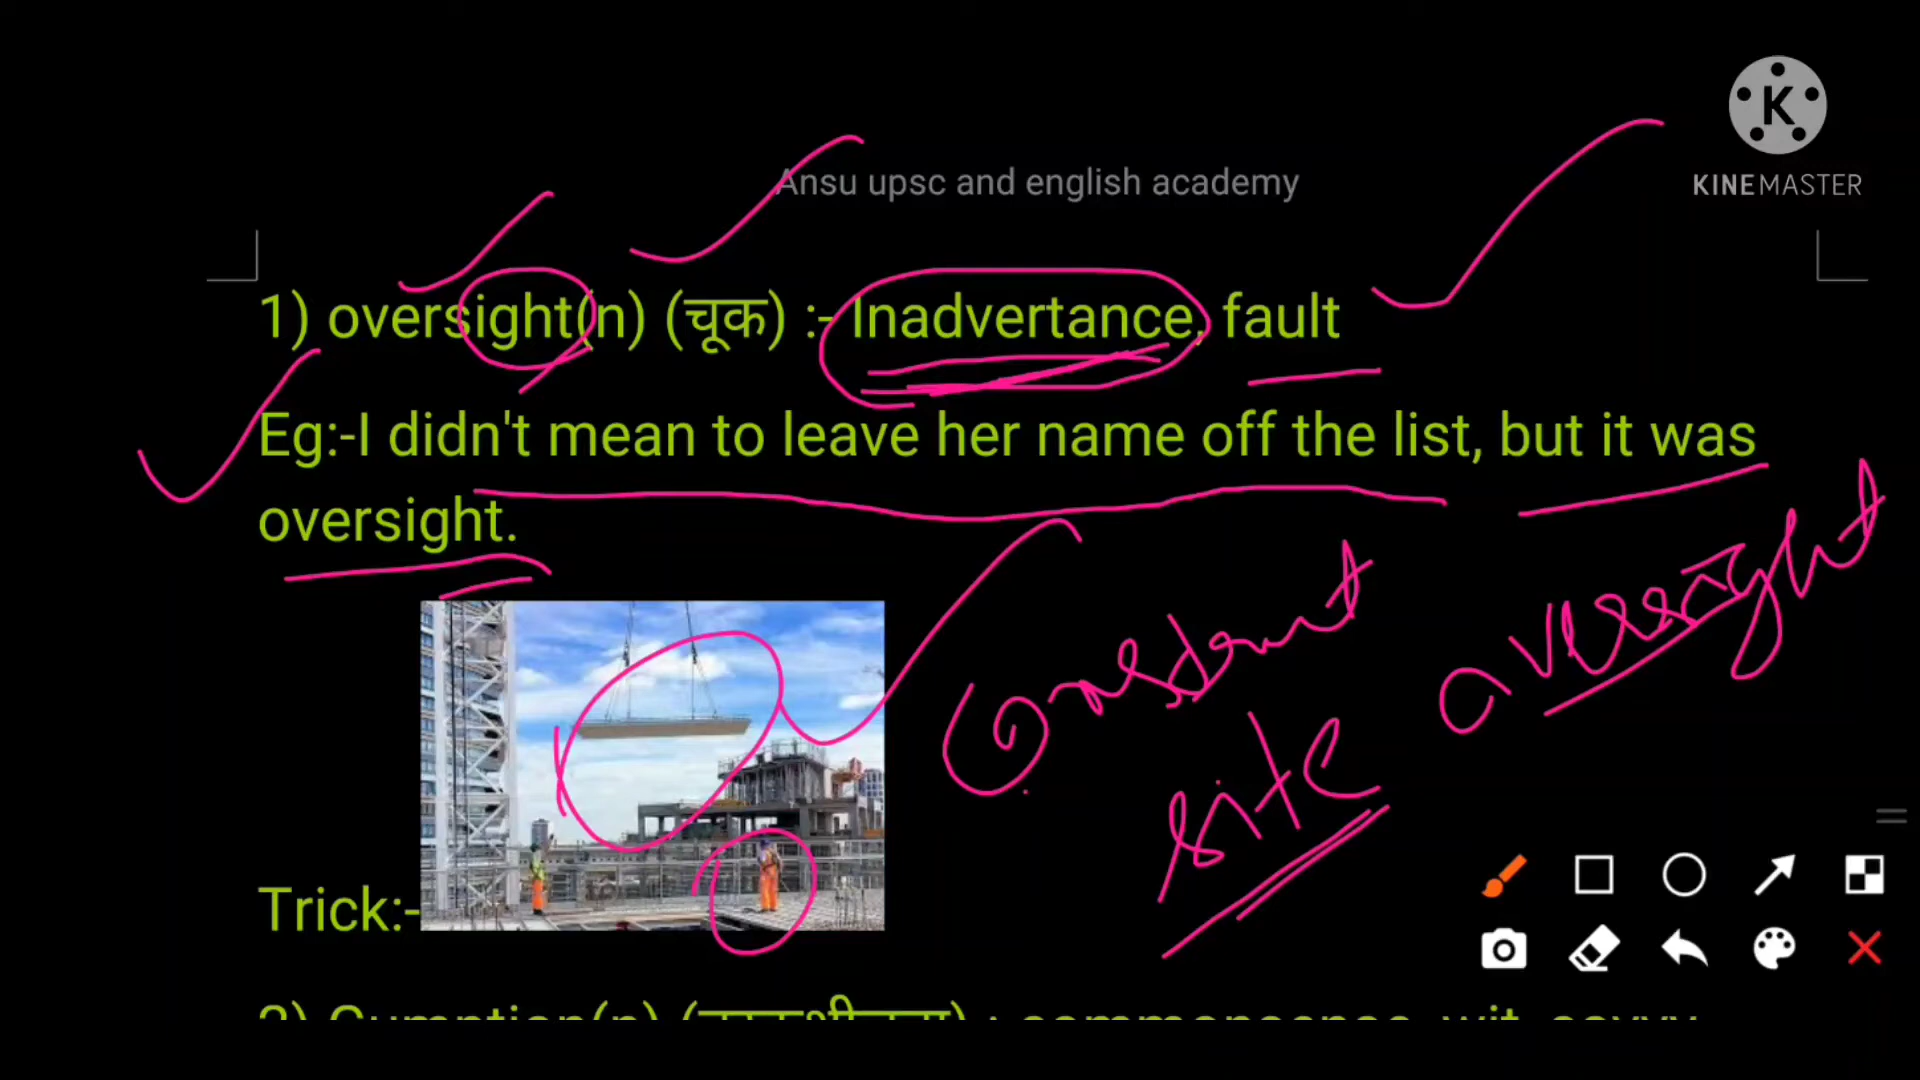 K
KINEMASTER
Ansu upsc and english academy
1) oversight(n) (चूक) :- Inadvertance, fault
Eg:-I didn't mean to leave her name off the list, but it was
oversight.
oversight
site
Trick:-